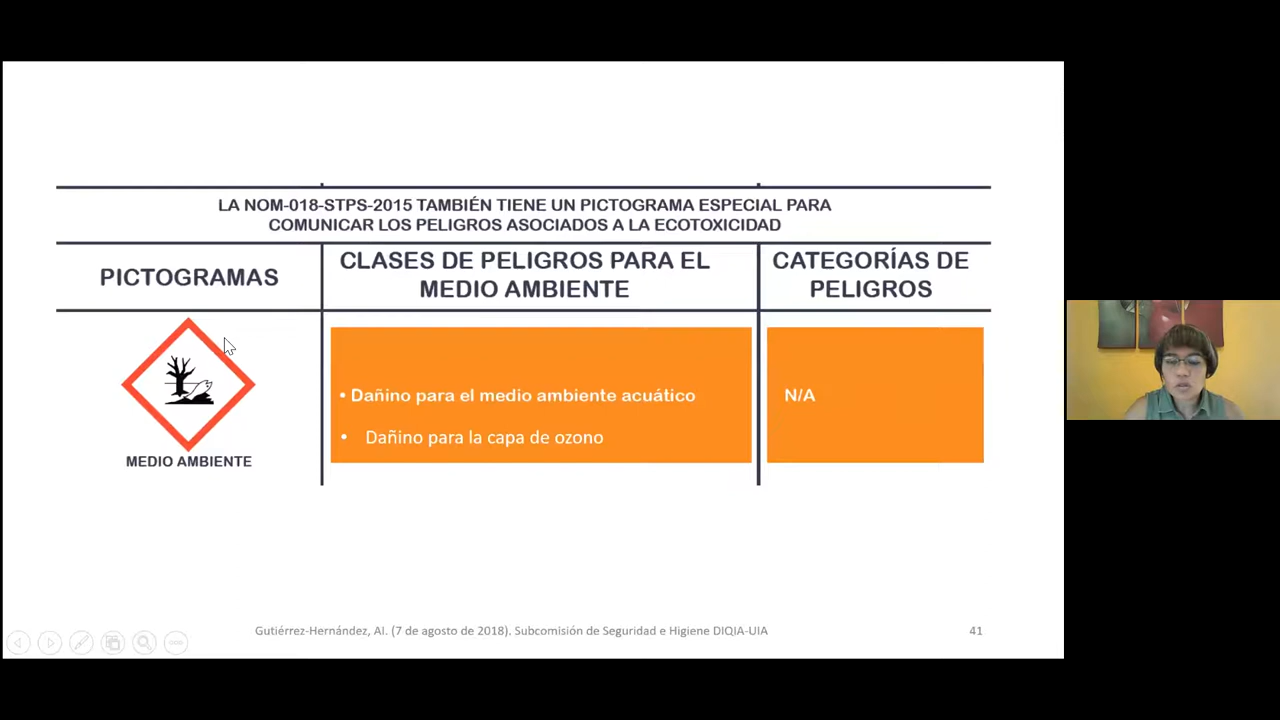 LA NOM-018-STPS-2015 TAMBIÉN TIENE UN PICTOGRAMA ESPECIAL PARA
COMUNICAR LOS PELIGROS ASOCIADOS A LA ECOTOXICIDAD
PICTOGRAMAS
CLASES DE PELIGROS PARA EL
MEDIO AMBIENTE
CATEGORÍAS DE
PELIGROS
• Dañino para el medio ambiente acuático
• Dañino para la capa de ozono
N/A
MEDIO AMBIENTE
Gutiérrez-Hernández, AI. (7 de agosto de 2018). Subcomisión de Seguridad e Higiene DIQIA-UIA
41